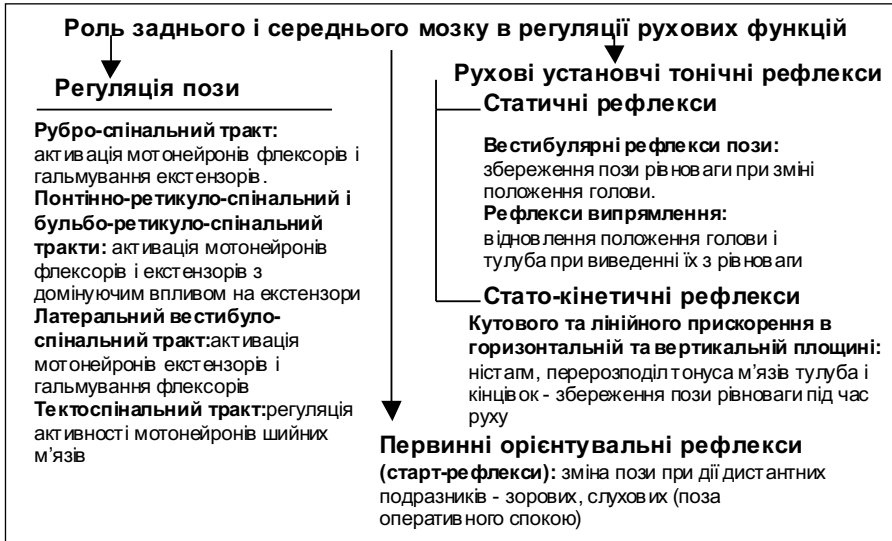 Роль заднього і середнього мозку в регуляції рухових функцій
Регуляція пози
Рубро-спінальний тракт:
активація мотонейронів флексорів і
гальмування екстензорів.
Понтінно-ретикуло-спінальний і
бульбо-ретикуло-спінальний
тракти: активація мотонейронів
флексорів і екстензорів з
домінуючим впливом на екстензори
Латеральний вестибуло-
спінальний тракт:активація
мотонейронів екстензорів і
гальмування флексорів
Тектоспінальний тракт:регуляція
активності мотонейронів шийних
м’язів
Рухові установчі тонічні рефлекси
Статичні рефлекси
Вестибулярні рефлекси пози:
збереження пози рівноваги при зміні
положення голови.
Рефлекси випрямлення:
відновлення положення голови і
тулуба при виведенні їх з рівноваги
Стато-кінетичні рефлекси
Кутового та лінійного прискорення в
горизонтальній та вертикальній площині:
ністагм, перерозподіл тонуса м’язів тулуба і
кінцівок - збереження пози рівноваги під час
руху
Первинні орієнтувальні рефлекси
(старт-рефлекси): зміна пози при дії дистантних
подразників - зорових, слухових (поза
оперативного спокою)